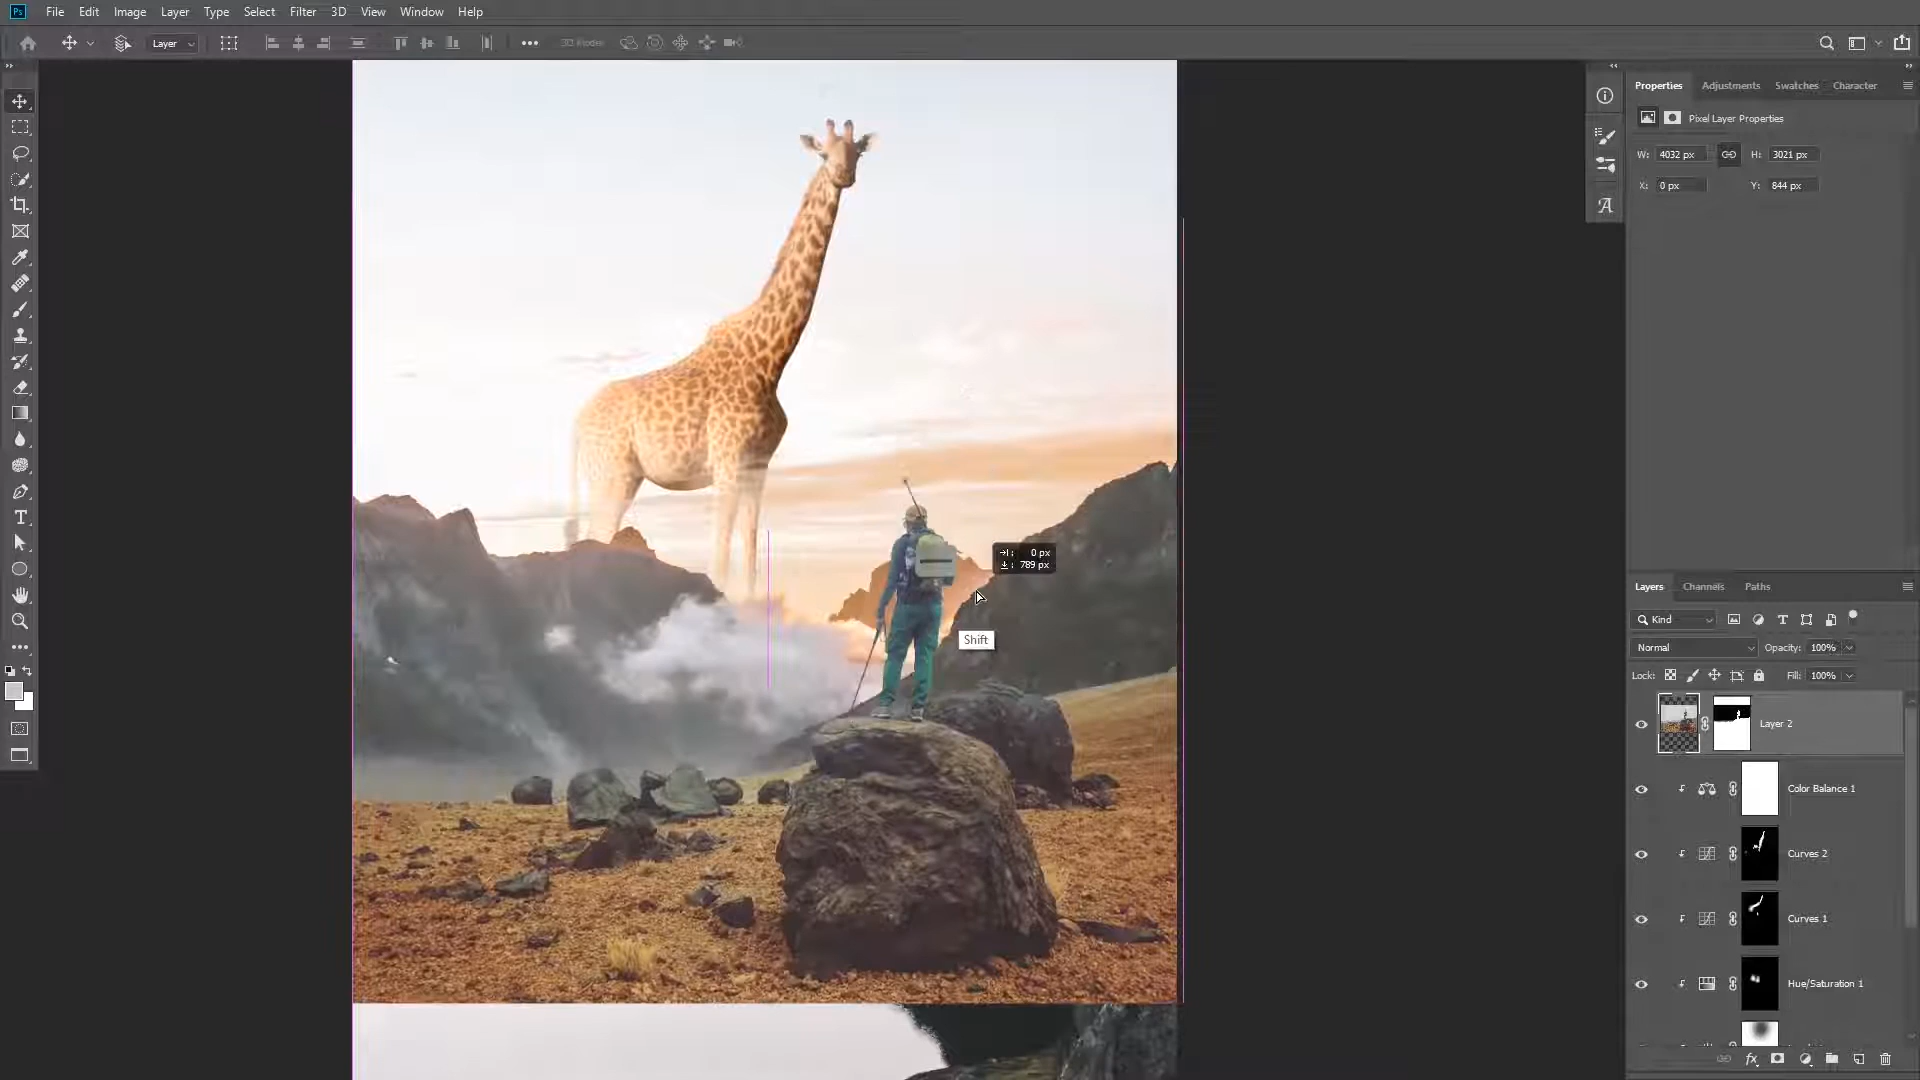 Ps File Edit Image Layer Type Select Filter 3D View Window Help
Layer 3D Mode:
Properties Adjustments Swatches Character
Pixel Layer Properties
W: 4032 px H: 3021 px
X: 0 px Y: 844 px
0 px
789 px
Shift
Layers Channels Paths
Kind
Normal Opacity: 100%
Lock: Fill: 100%
Layer 2
Color Balance 1
Curves 2
Curves 1
Hue/Saturation 1